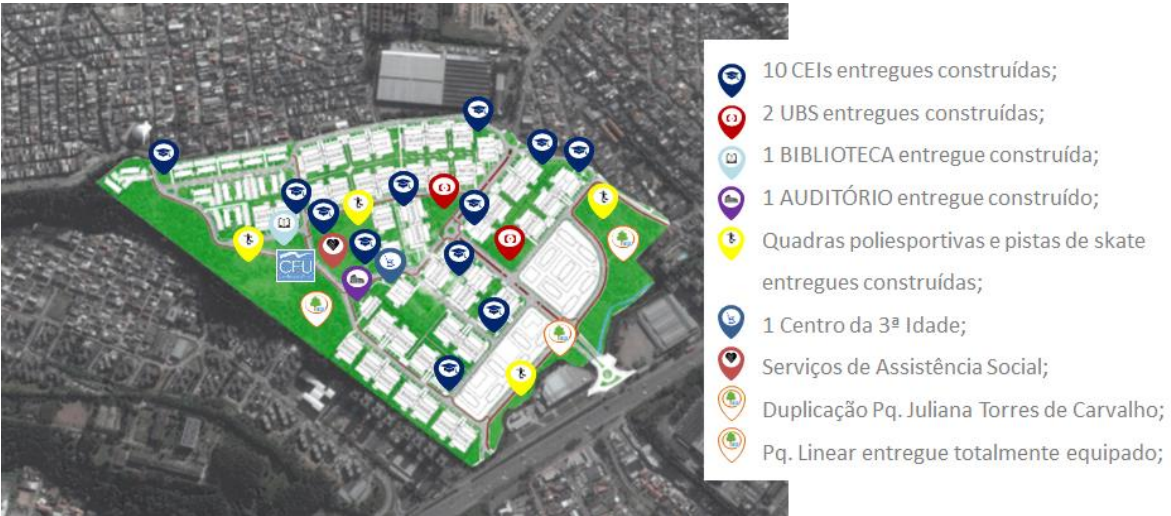 CFU
10 CEIs entregues construídas;
2 UBS entregues construídas;
1 BIBLIOTECA entregue construída;
1 AUDITÓRIO entregue construído;
Quadras poliesportivas e pistas de skate
entregues construídas;
1 Centro da 3ª Idade;
Serviços de Assistência Social;
Duplicação Pq. Juliana Torres de Carvalho;
Pq. Linear entregue totalmente equipado;